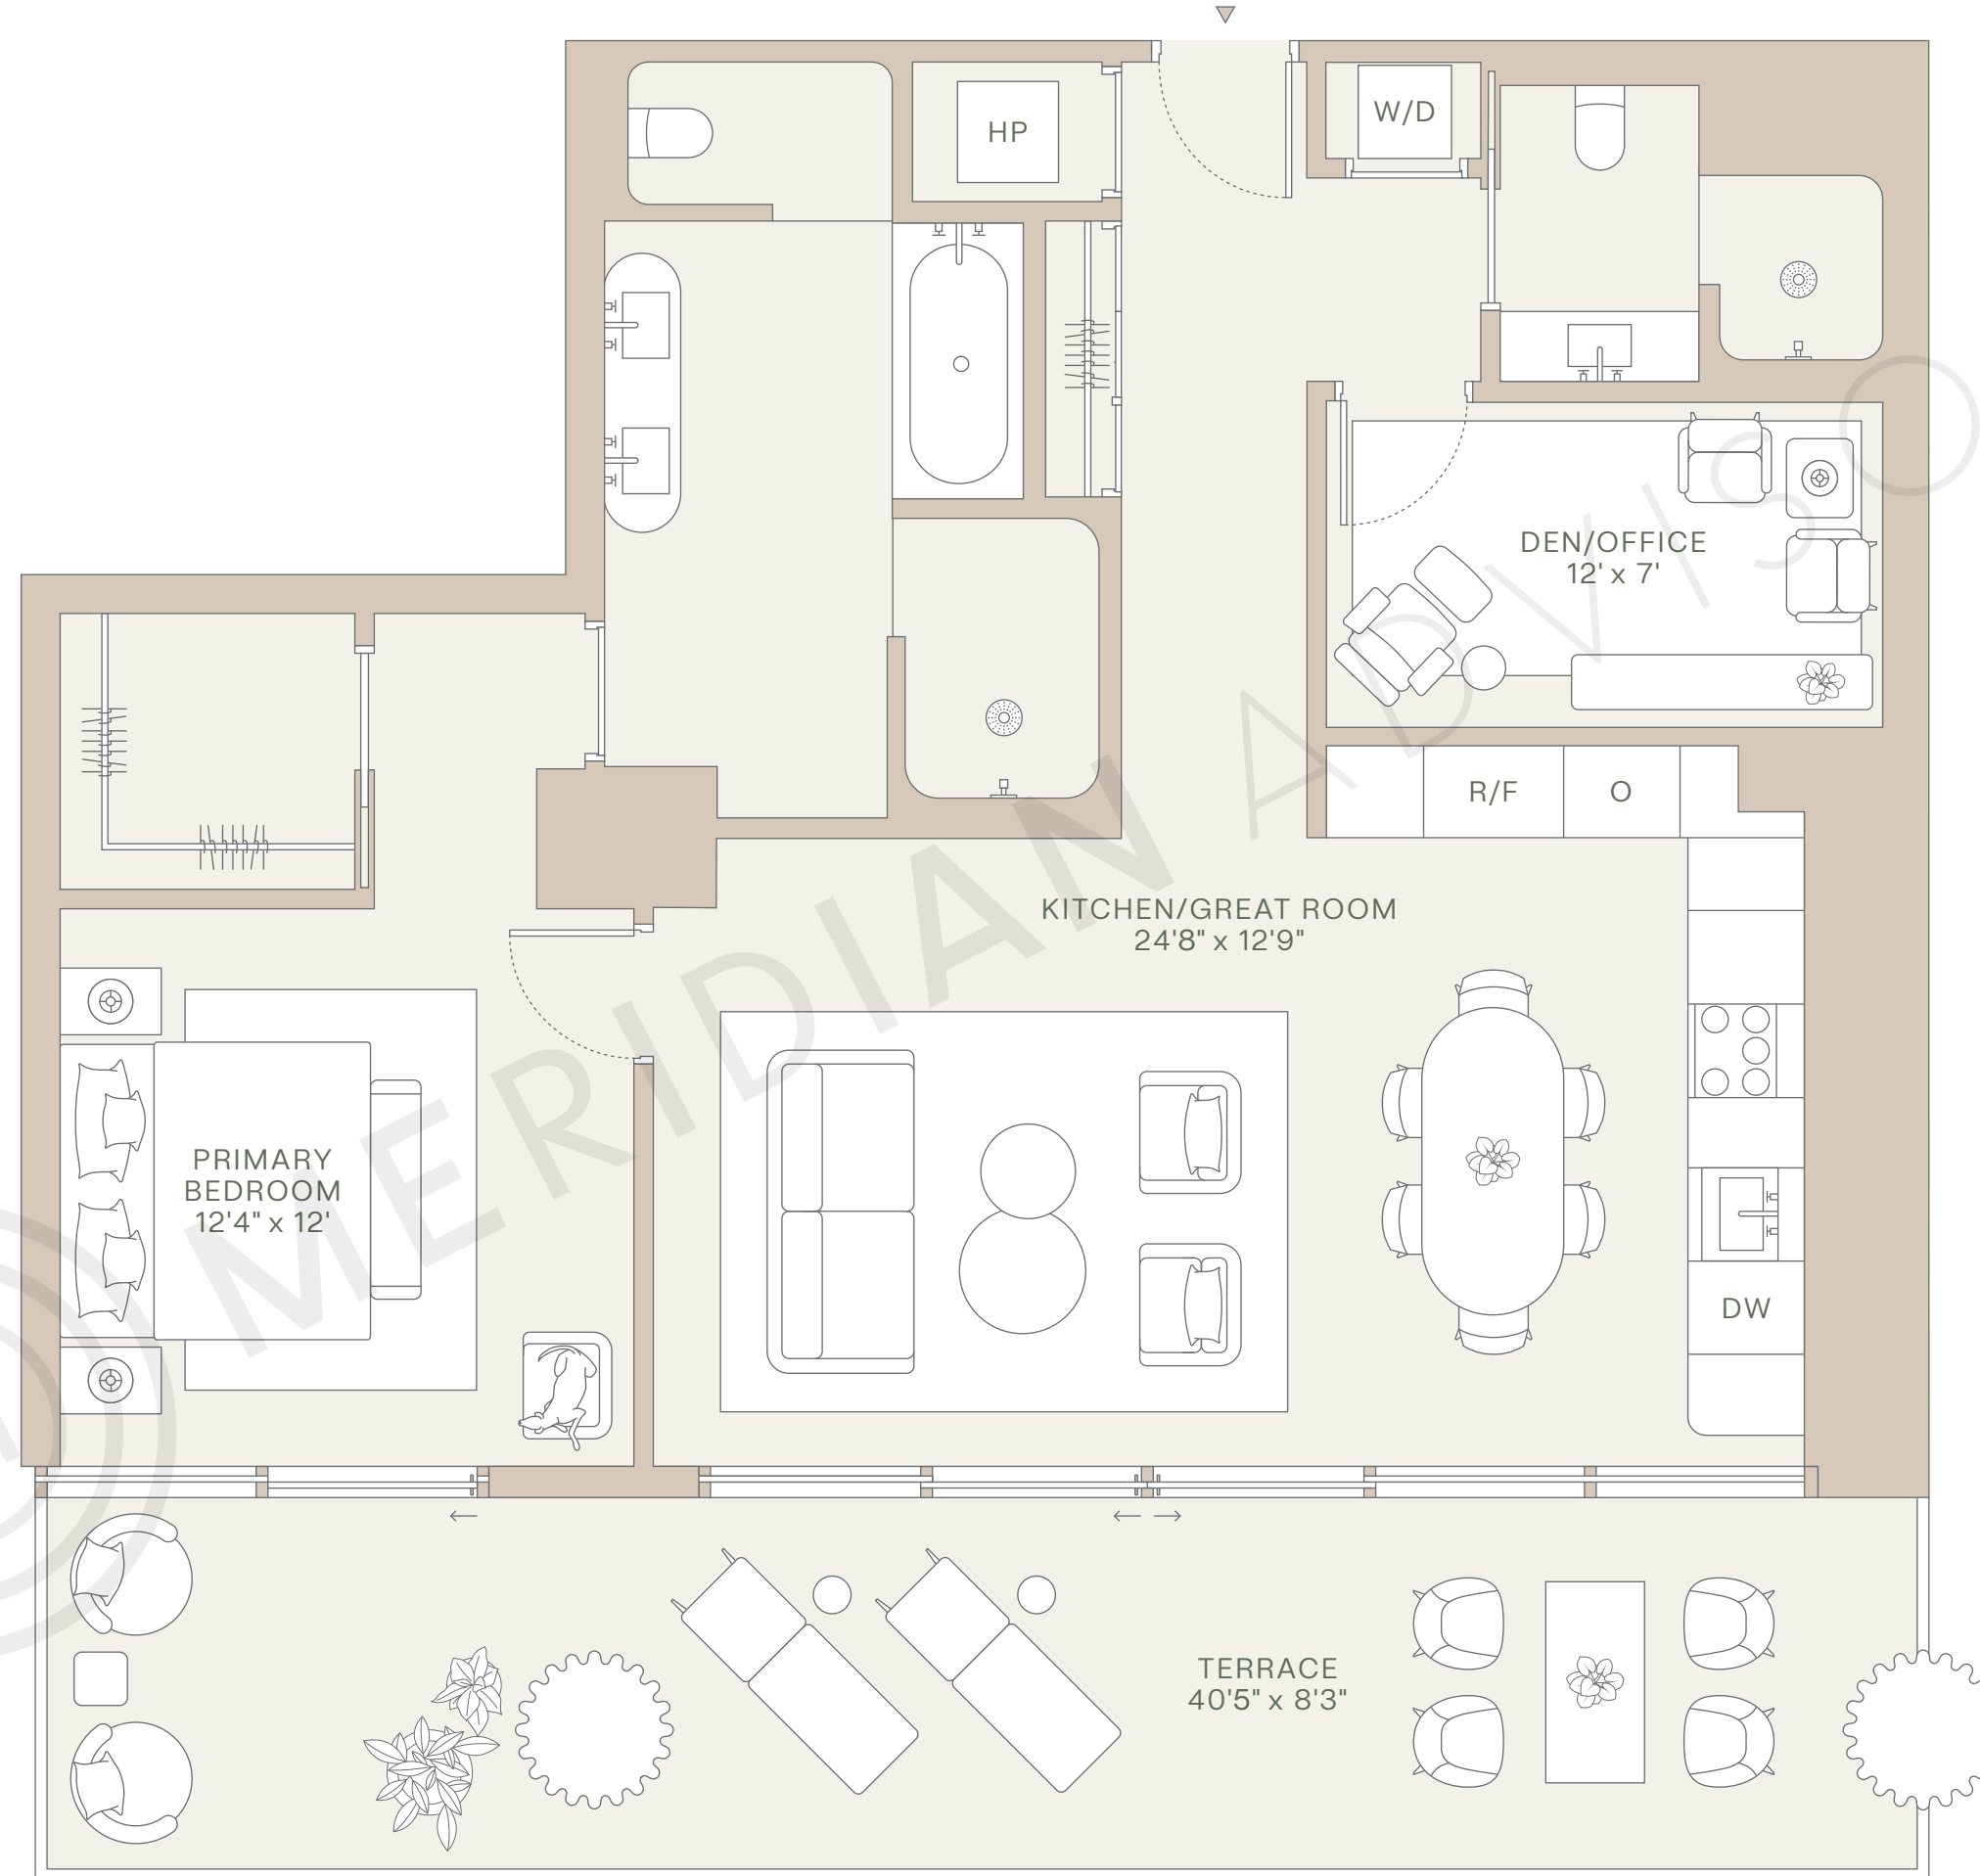 HP
W/D
DEN/OFFICE
12' x 7'
R/F
O
KITCHEN/GREAT ROOM
24'8" x 12'9"
PRIMARY
BEDROOM
12'4" x 12'
DW
TERRACE
40'5" x 8'3"
MERIDIAN ADVISO